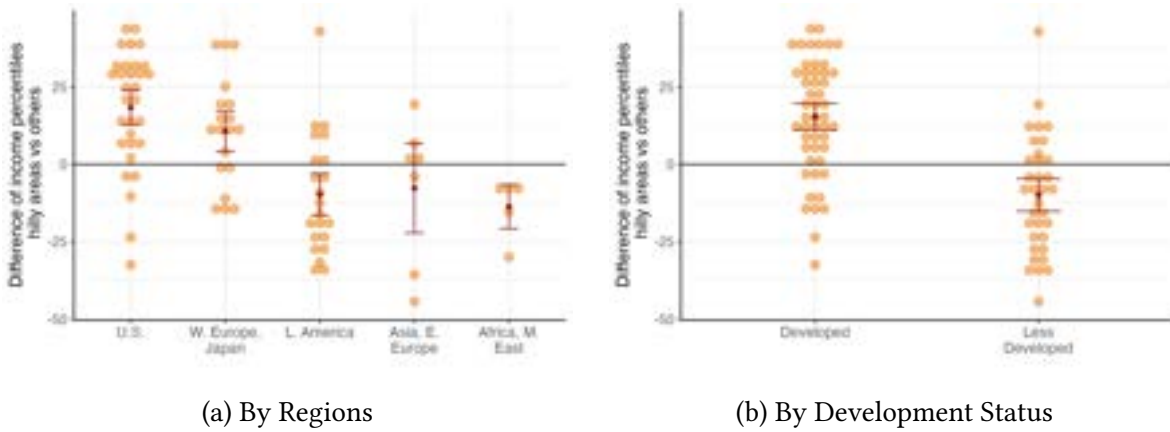 Difference of income percentiles
hilly areas vs others
25
0
-25
-50
U.S.
W. Europe,
Japan
L. America
Asia, E.
Europe
Africa, M.
East
(a) By Regions
Difference of income percentiles
hilly areas vs others
25
0
-25
-50
Developed
Less
Developed
(b) By Development Status